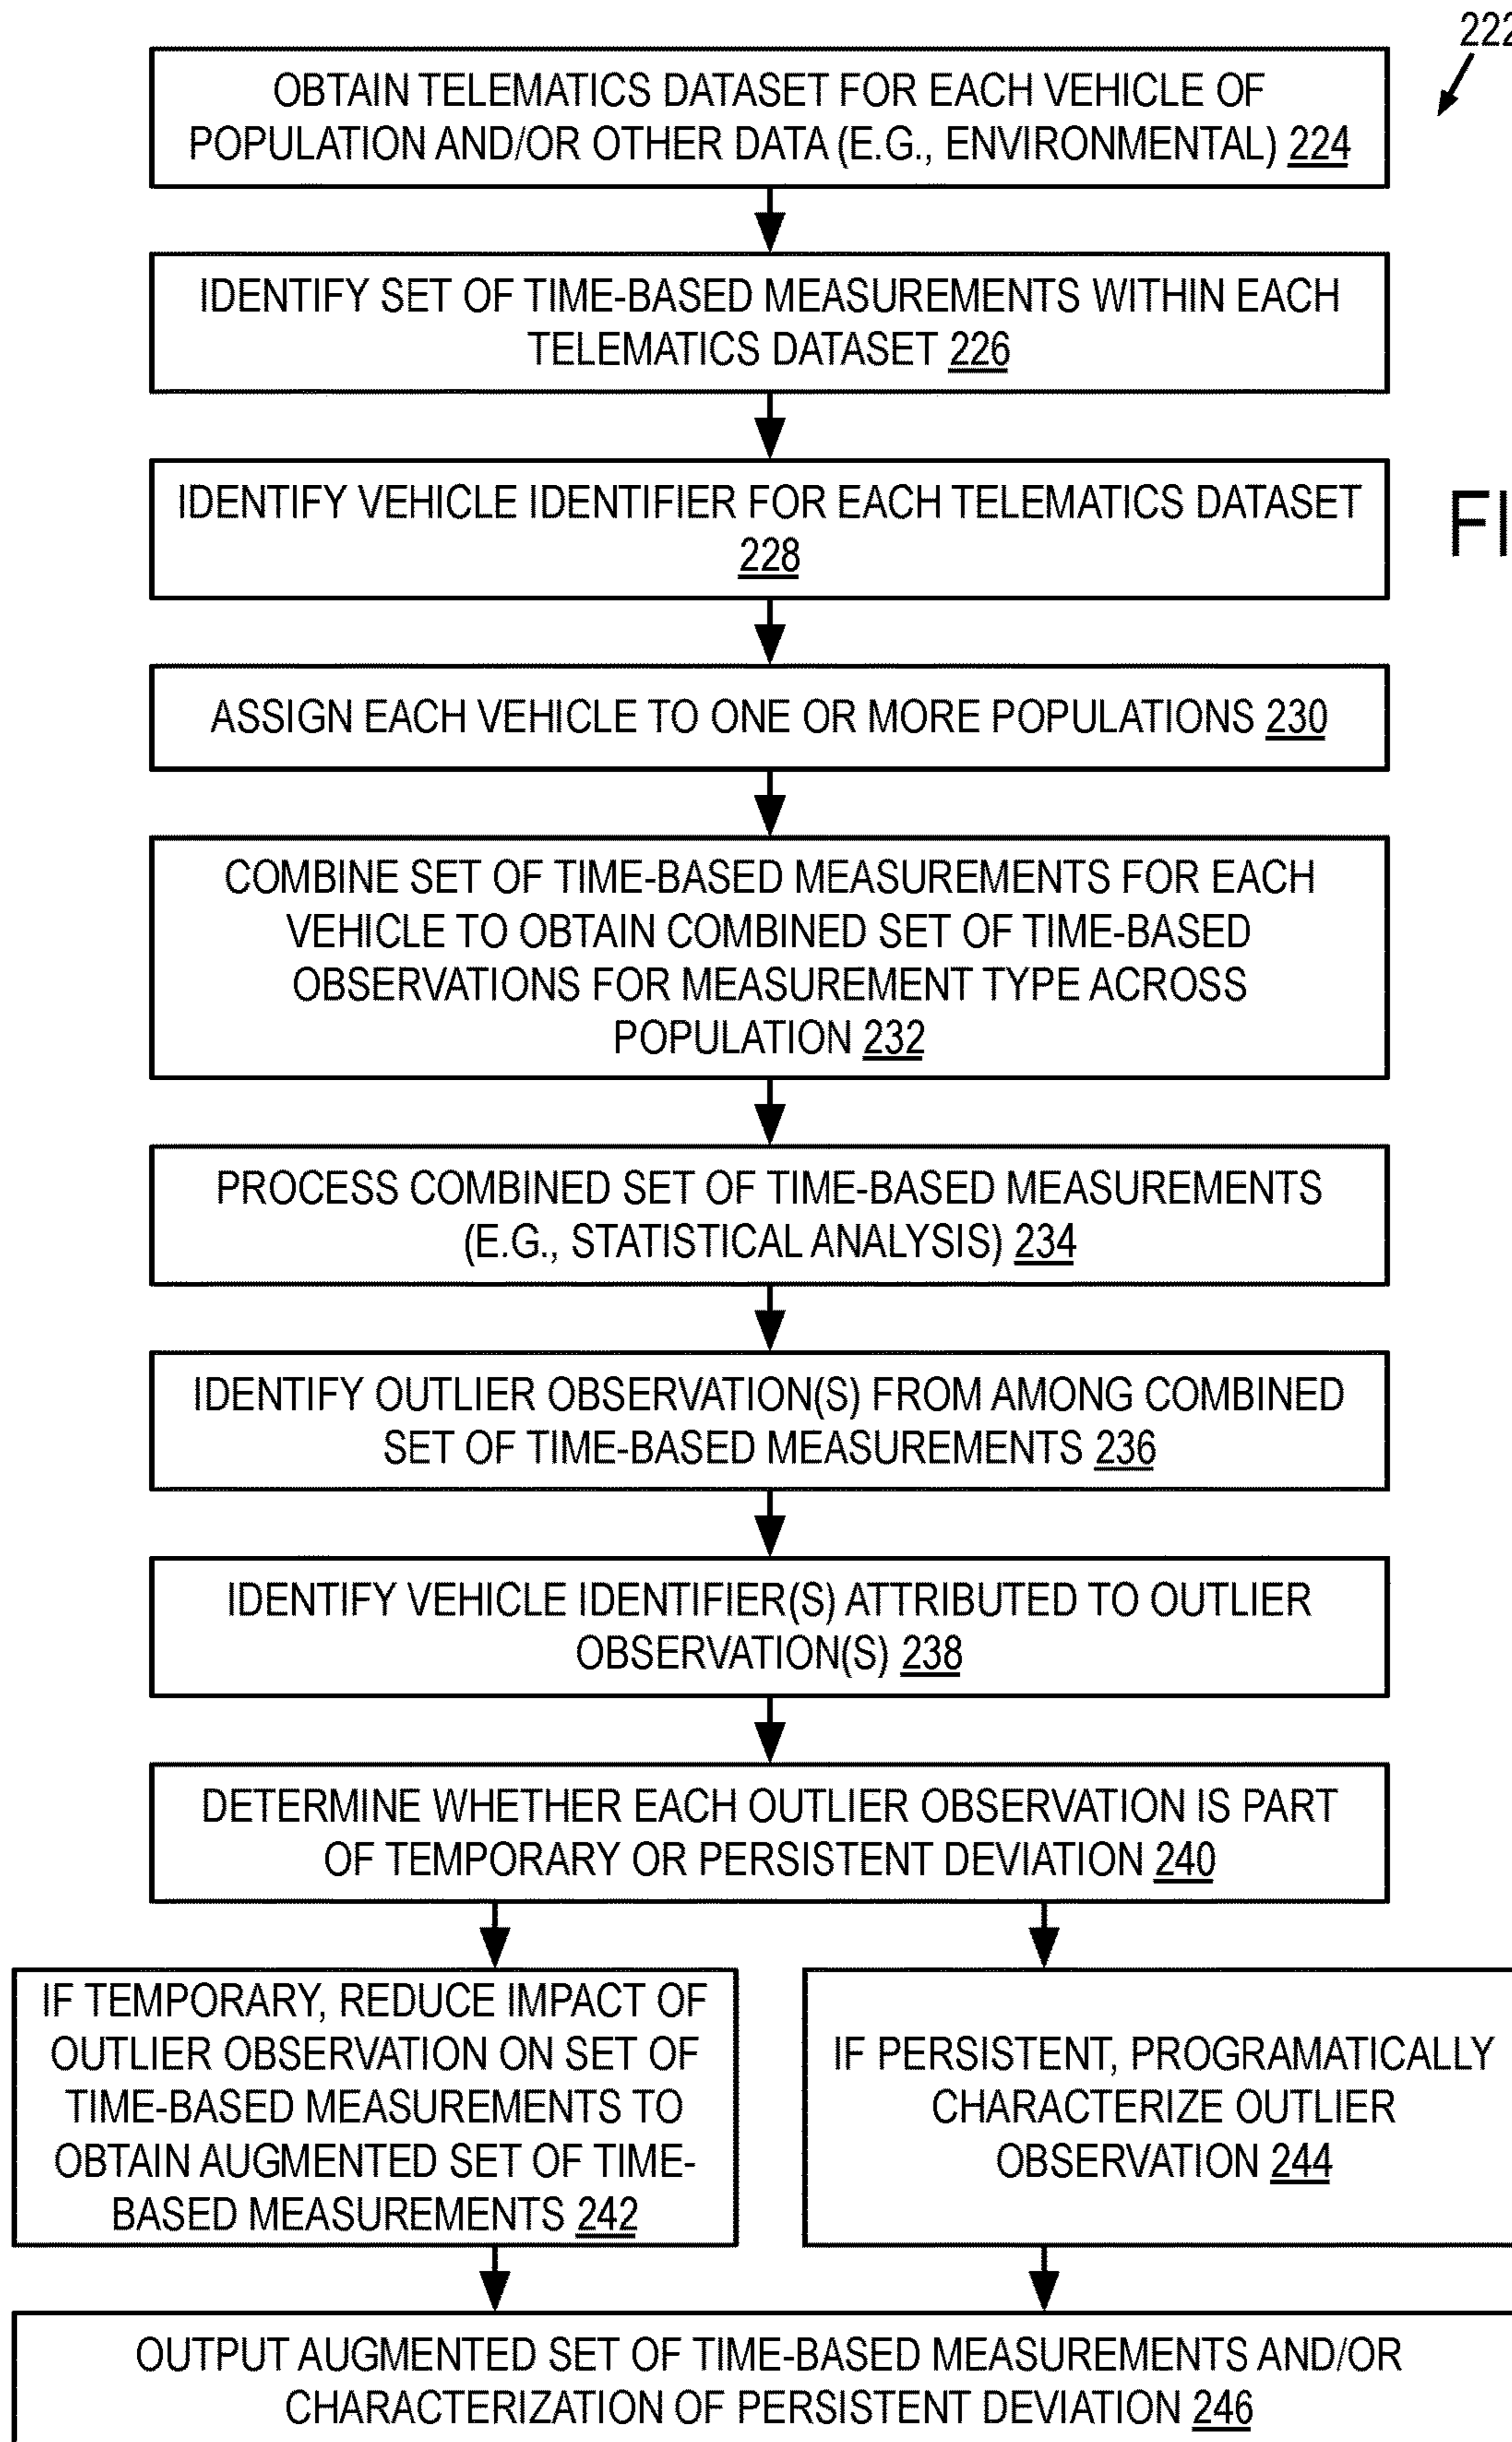 222
OBTAIN TELEMATICS DATASET FOR EACH VEHICLE OF
POPULATION AND/OR OTHER DATA (E.G., ENVIRONMENTAL) 224
IDENTIFY SET OF TIME-BASED MEASUREMENTS WITHIN EACH
TELEMATICS DATASET 226
IDENTIFY VEHICLE IDENTIFIER FOR EACH TELEMATICS DATASET
228
FI
ASSIGN EACH VEHICLE TO ONE OR MORE POPULATIONS 230
COMBINE SET OF TIME-BASED MEASUREMENTS FOR EACH
VEHICLE TO OBTAIN COMBINED SET OF TIME-BASED
OBSERVATIONS FOR MEASUREMENT TYPE ACROSS
POPULATION 232
PROCESS COMBINED SET OF TIME-BASED MEASUREMENTS
(E.G., STATISTICAL ANALYSIS) 234
IDENTIFY OUTLIER OBSERVATION(S) FROM AMONG COMBINED
SET OF TIME-BASED MEASUREMENTS 236
IDENTIFY VEHICLE IDENTIFIER(S) ATTRIBUTED TO OUTLIER
OBSERVATION(S) 238
DETERMINE WHETHER EACH OUTLIER OBSERVATION IS PART
OF TEMPORARY OR PERSISTENT DEVIATION 240
IF TEMPORARY, REDUCE IMPACT OF
OUTLIER OBSERVATION ON SET OF
TIME-BASED MEASUREMENTS TO
OBTAIN AUGMENTED SET OF TIME-
BASED MEASUREMENTS 242
IF PERSISTENT, PROGRAMATICALLY
CHARACTERIZE OUTLIER
OBSERVATION 244
OUTPUT AUGMENTED SET OF TIME-BASED MEASUREMENTS AND/OR
CHARACTERIZATION OF PERSISTENT DEVIATION 246